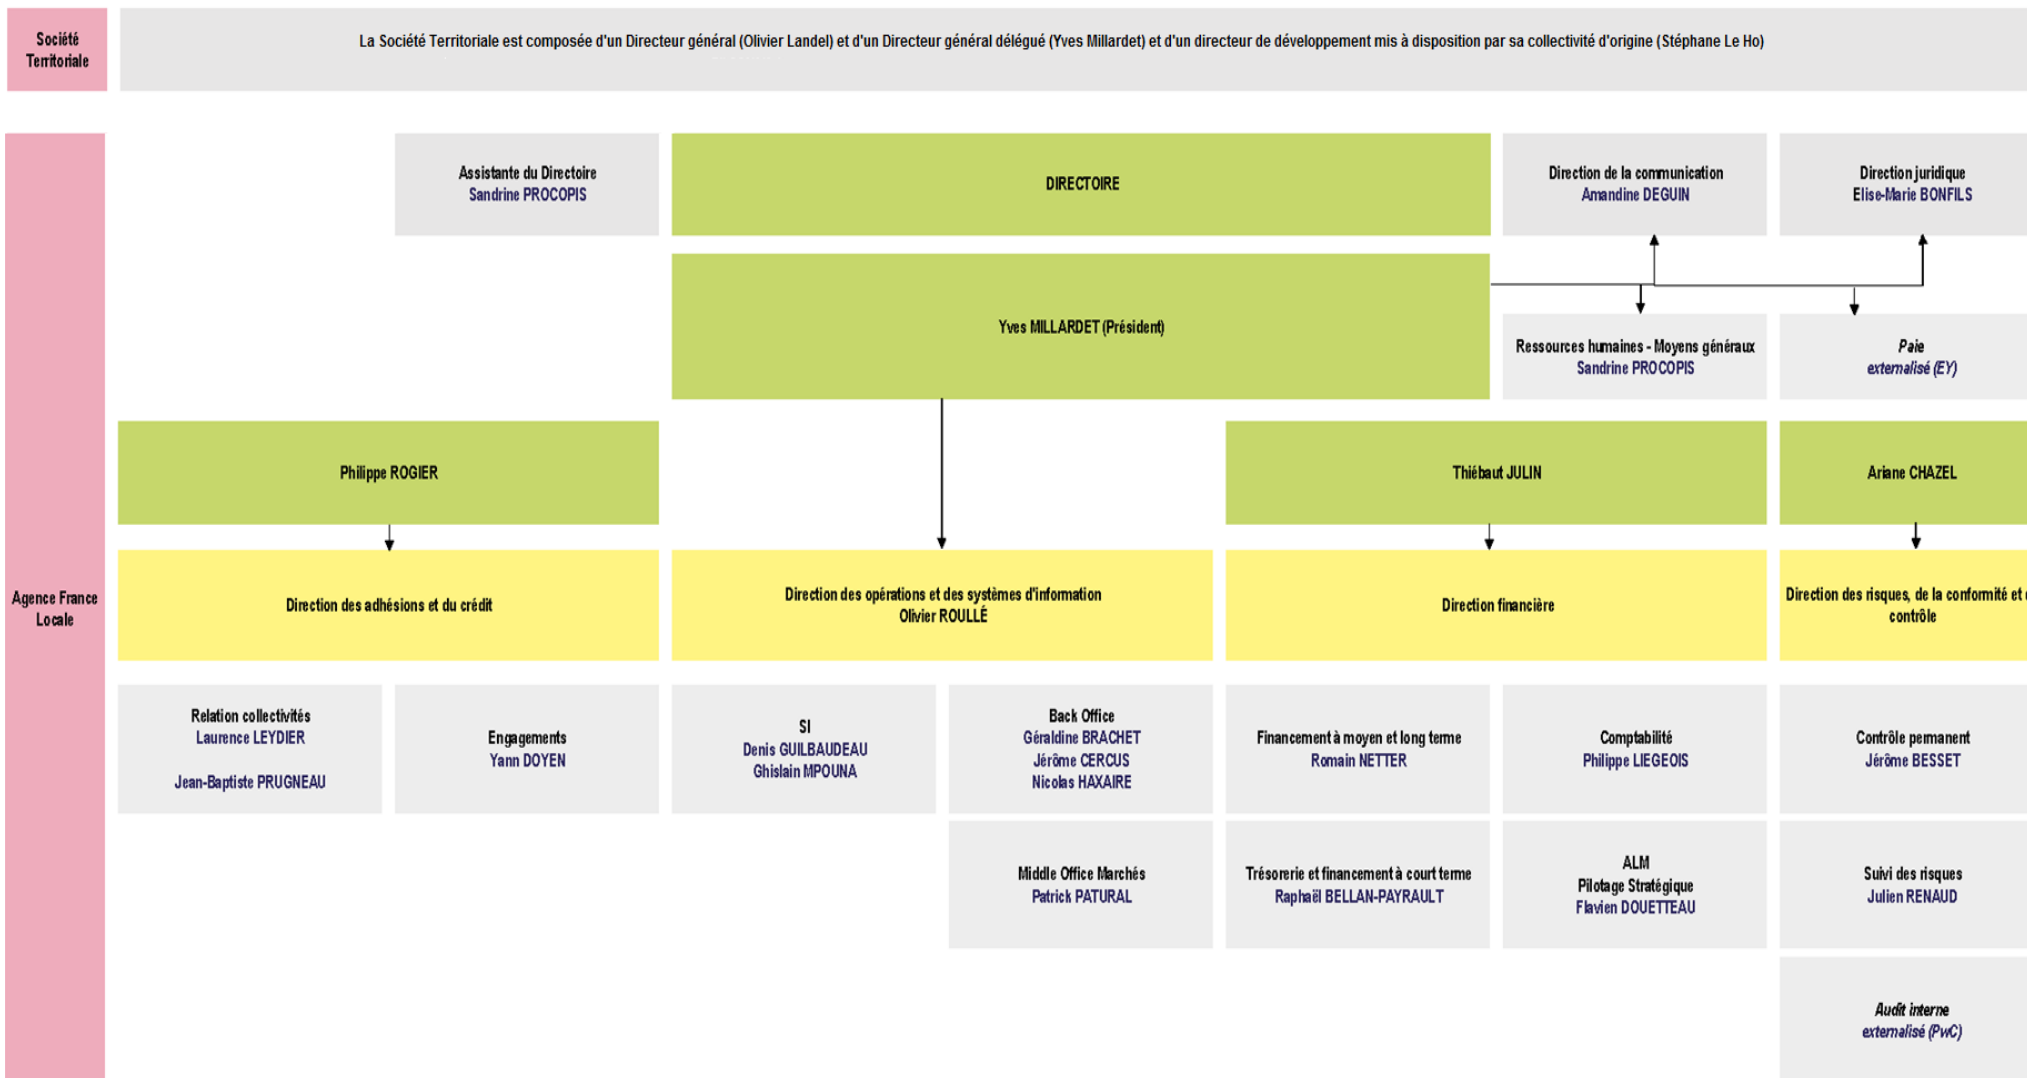 Société
Territoriale
La Société Territoriale est composée d'un Directeur général (Olivier Landel) et d'un Directeur général délégué (Yves Millardet) et d'un directeur de développement mis à disposition par sa collectivité d'origine (Stéphane Le Ho)
Agence France
Locale
Assistante du Directoire
Sandrine PROCOPIS
DIRECTOIRE
Direction de la communication
Amandine DEGUIN
Direction juridique
Elise-Marie BONFILS
Yves MILLARDET (Président)
Ressources humaines - Moyens généraux
Sandrine PROCOPIS
Paie
externalisé (EY)
Philippe ROGIER
Thiébaut JULIN
Ariane CHAZEL
Direction des adhésions et du crédit
Direction des opérations et des systèmes d'information
Olivier ROULLÉ
Direction financière
Direction des risques, de la conformité et
contrôle
Relation collectivités
Laurence LEYDIER
Jean-Baptiste PRUGNEAU
Engagements
Yann DOYEN
SI
Denis GUILBAUDEAU
Ghislain MPOUNA
Back Office
Géraldine BRACHET
Jérôme CERCUS
Nicolas HAXAIRE
Financement à moyen et long terme
Romain NETTER
Comptabilité
Philippe LIEGEOIS
Contrôle permanent
Jérôme BESSET
Middle Office Marchés
Patrick PATURAL
Trésorerie et financement à court terme
Raphaël BELLAN-PAYRAULT
ALM
Pilotage Stratégique
Flavien DOUETTEAU
Suivi des risques
Julien RENAUD
Audit interne
externalisé (PwC)